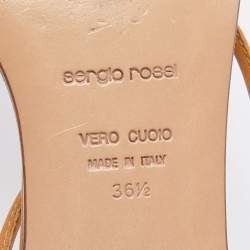 sergio rossi
VERO CUOIO
MADE IN ITALY
36½